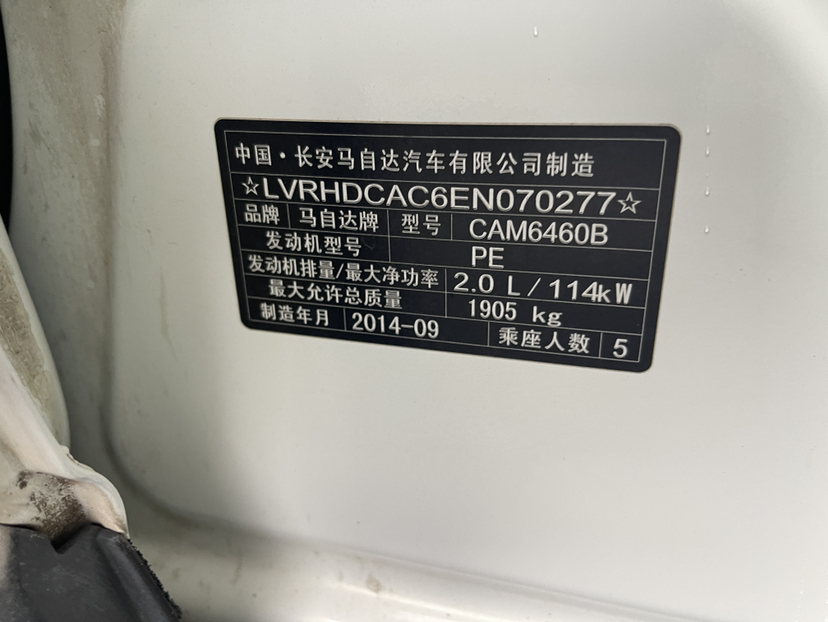 中国·长安马自达汽车有限公司制造
☆LVRHDCAC6EN070277☆
品牌 马自达牌 型号 CAM6460B
发动机型号 PE
发动机排量/最大净功率 2.0 L/114kW
最大允许总质量 1905 kg
制造年月 2014-09 乘座人数 5